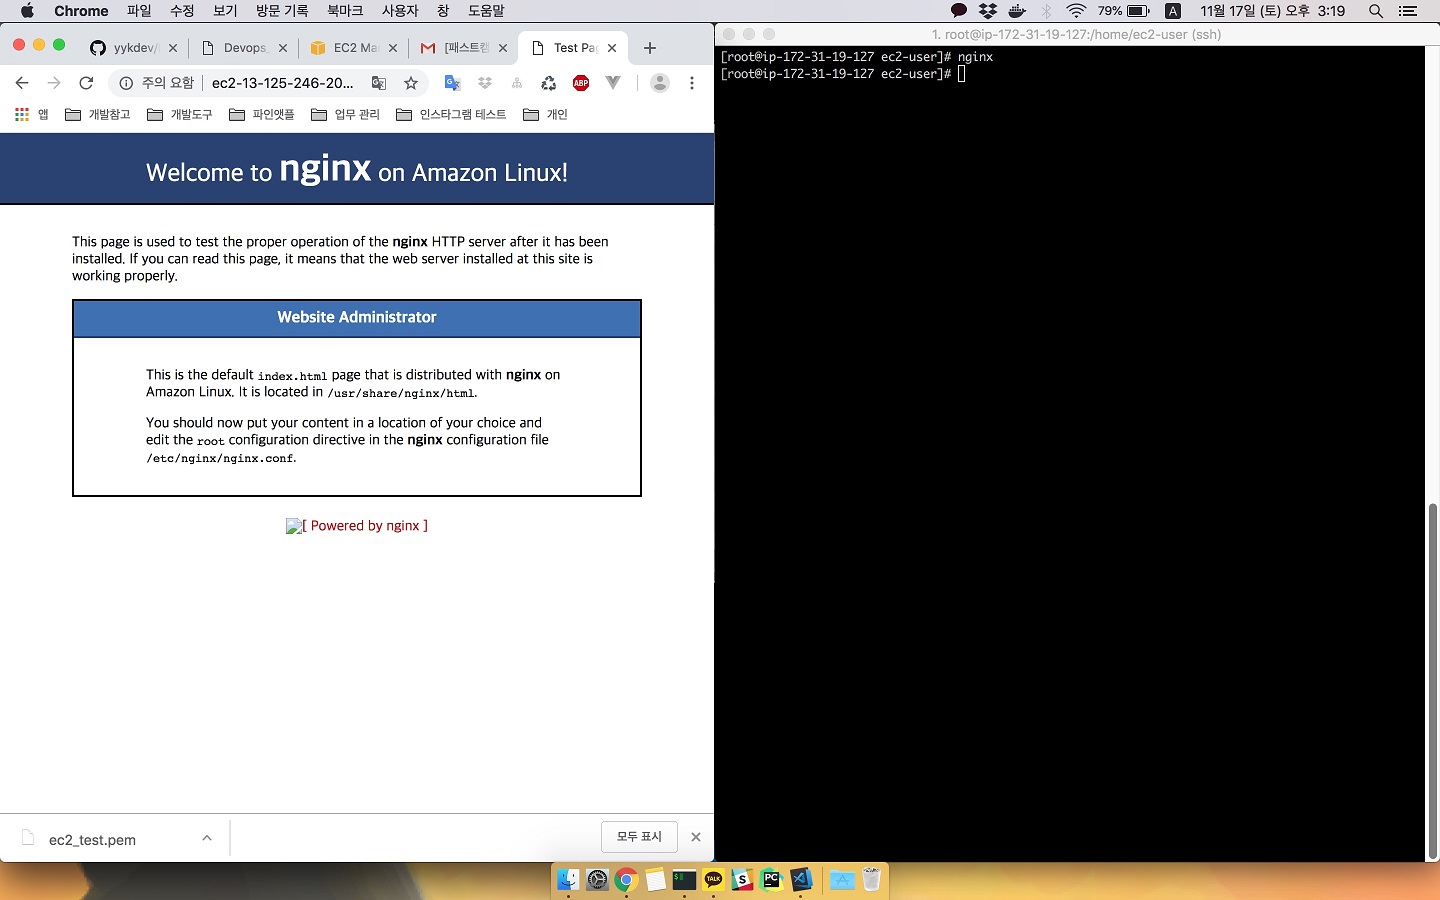 Chrome 파일 수정 보기 방문 기록 북마크 사용자 창 도움말 79% A 11월 17일 (토) 오후 3:19
yykdev/ Devops_ EC2 Ma [패스트캠 Test Pa
주의 요함 ec2-13-125-246-20... ABP
앱 개발참고 개발도구 파인앳플 업무 관리 인스타그램 테스트 개인
Welcome to nginx on Amazon Linux!
This page is used to test the proper operation of the nginx HTTP server after it has been
installed. If you can read this page, it means that the web server installed at this site is
working properly.
Website Administrator
This is the default index.html page that is distributed with nginx on
Amazon Linux. It is located in /usr/share/nginx/html.
You should now put your content in a location of your choice and
edit the root configuration directive in the nginx configuration file
/etc/nginx/nginx.conf.
[ Powered by nginx ]
ec2_test.pem 모두 표시
1. root@ip-172-31-19-127:/home/ec2-user (ssh)
[root@ip-172-31-19-127 ec2-user]# nginx
[root@ip-172-31-19-127 ec2-user]#
TALK S PC